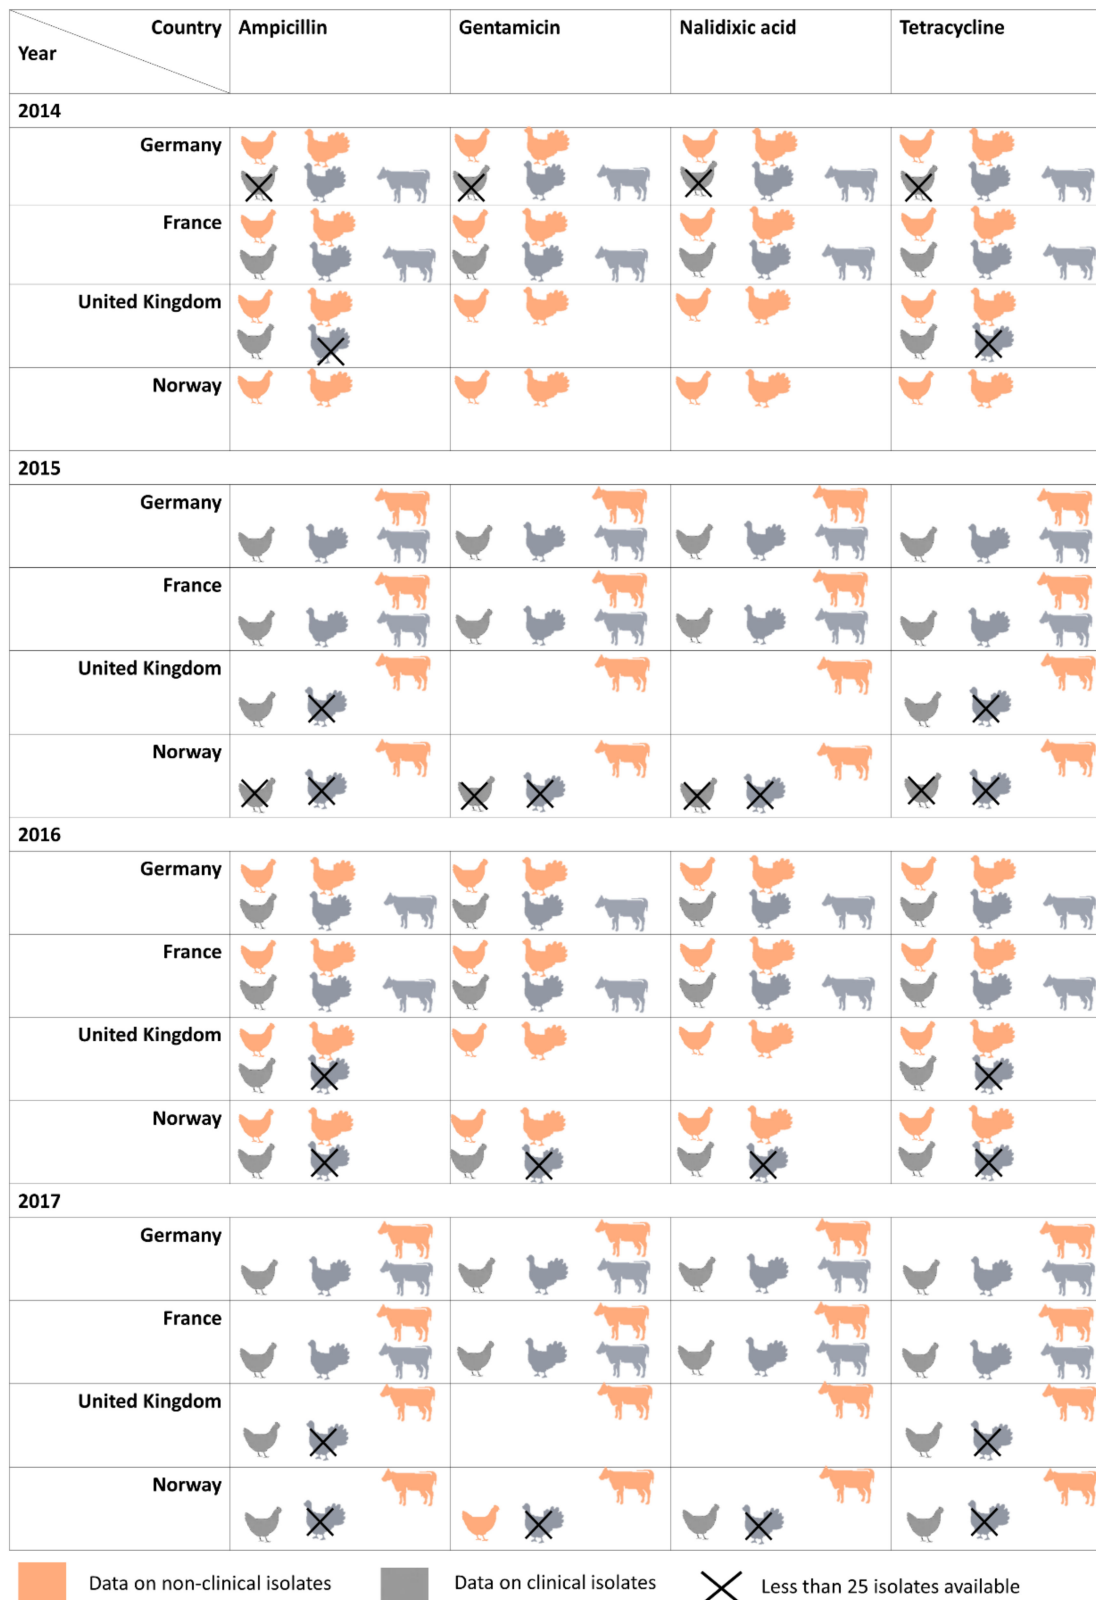 Country Ampicillin Gentamicin Nalidixic acid Tetracycline
Year
2014
Germany
France
United Kingdom
Norway
2015
Germany
France
United Kingdom
Norway
2016
Germany
France
United Kingdom
Norway
2017
Germany
France
United Kingdom
Norway
Data on non-clinical isolates Data on clinical isolates Less than 25 isolates available